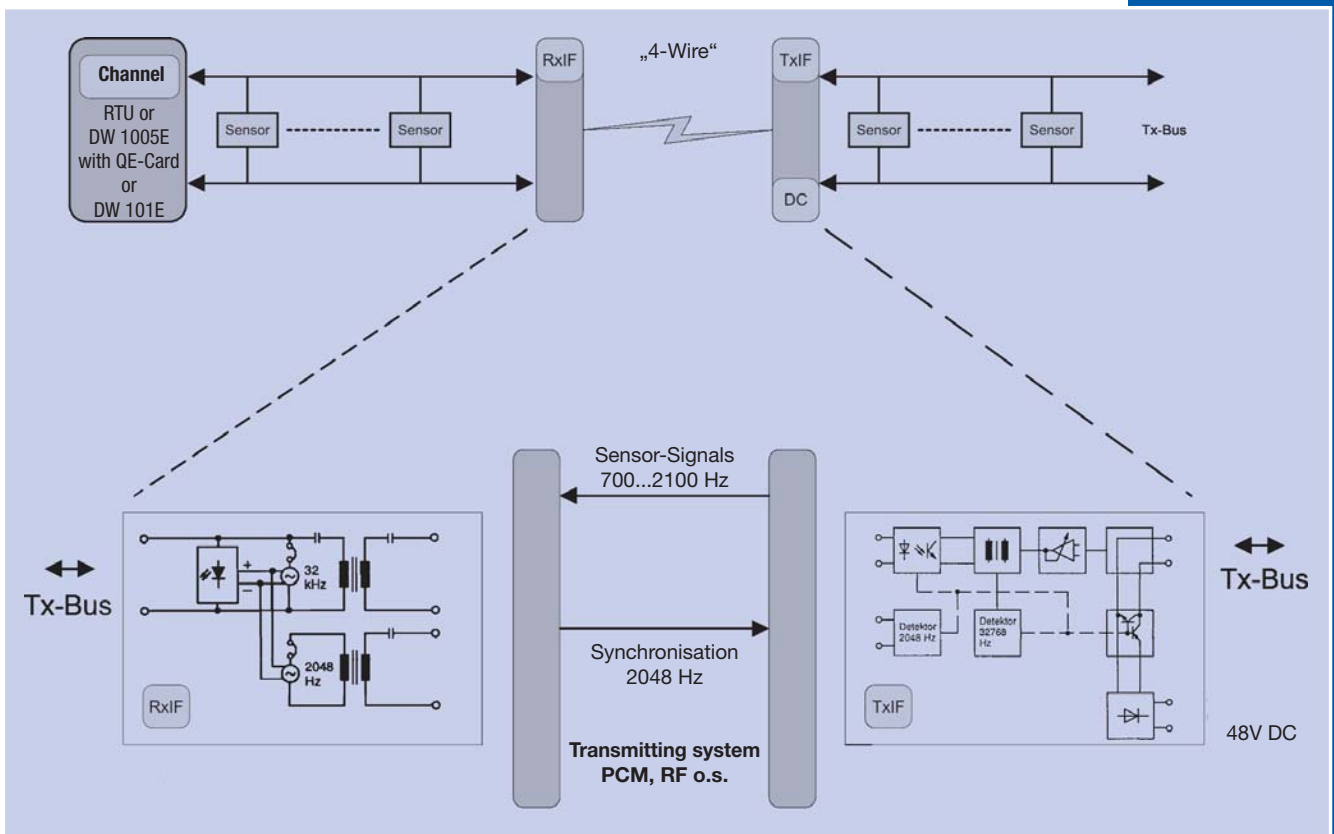 Channel
RTU or
DW 1005E
with QE-Card
or
DW 101E
Sensor
Sensor
RxIF
„4-Wire“
TxIF
DC
Sensor
Sensor
Tx-Bus
Sensor-Signals
700...2100 Hz
Synchronisation
2048 Hz
Transmitting system
PCM, RF o.s.
Tx-Bus
+
–
32
kHz
2048
Hz
RxIF
Detektor
2048 Hz
Detektor
32768
Hz
TxIF
48V DC
Tx-Bus